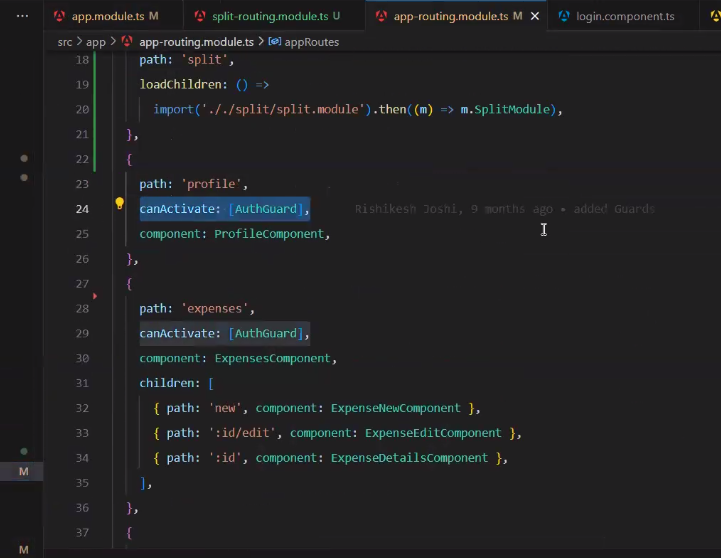 ... app.module.ts M split-routing.module.ts U app-routing.module.ts M × login.component.ts
src > app > app-routing.module.ts > appRoutes
18 path: 'split',
19 loadChildren: () =>
20 import('././split/split.module').then((m) => m.SplitModule),
21 },
22 {
23 path: 'profile',
24 canActivate: [AuthGuard], Rishikesh Joshi, 9 months ago • added Guards
25 component: ProfileComponent,
26 },
27 {
28 path: 'expenses',
29 canActivate: [AuthGuard],
30 component: ExpensesComponent,
31 children: [
32 { path: 'new', component: ExpenseNewComponent },
33 { path: ':id/edit', component: ExpenseEditComponent },
34 { path: ':id', component: ExpenseDetailsComponent },
M
35 ],
36 },
37 {
M